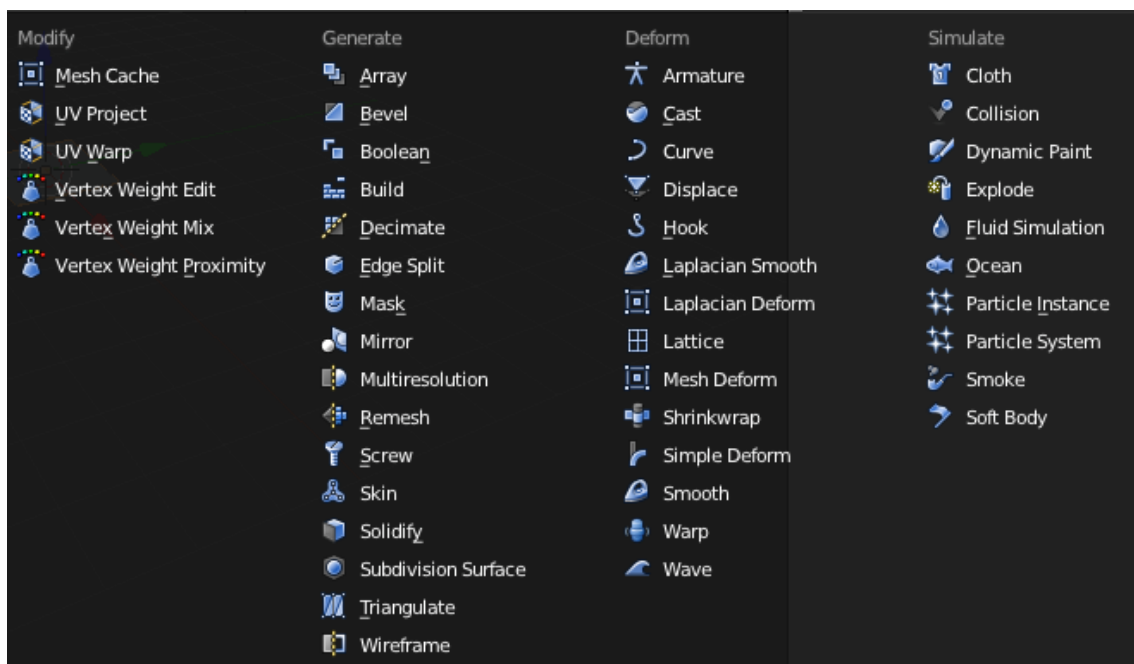 Modify
Mesh Cache
UV Project
UV Warp
Vertex Weight Edit
Vertex Weight Mix
Vertex Weight Proximity
Generate
Array
Bevel
Boolean
Build
Decimate
Edge Split
Mask
Mirror
Multiresolution
Remesh
Screw
Skin
Solidify
Subdivision Surface
Triangulate
Wireframe
Deform
Armature
Cast
Curve
Displace
Hook
Laplacian Smooth
Laplacian Deform
Lattice
Mesh Deform
Shrinkwrap
Simple Deform
Smooth
Warp
Wave
Simulate
Cloth
Collision
Dynamic Paint
Explode
Fluid Simulation
Ocean
Particle Instance
Particle System
Smoke
Soft Body